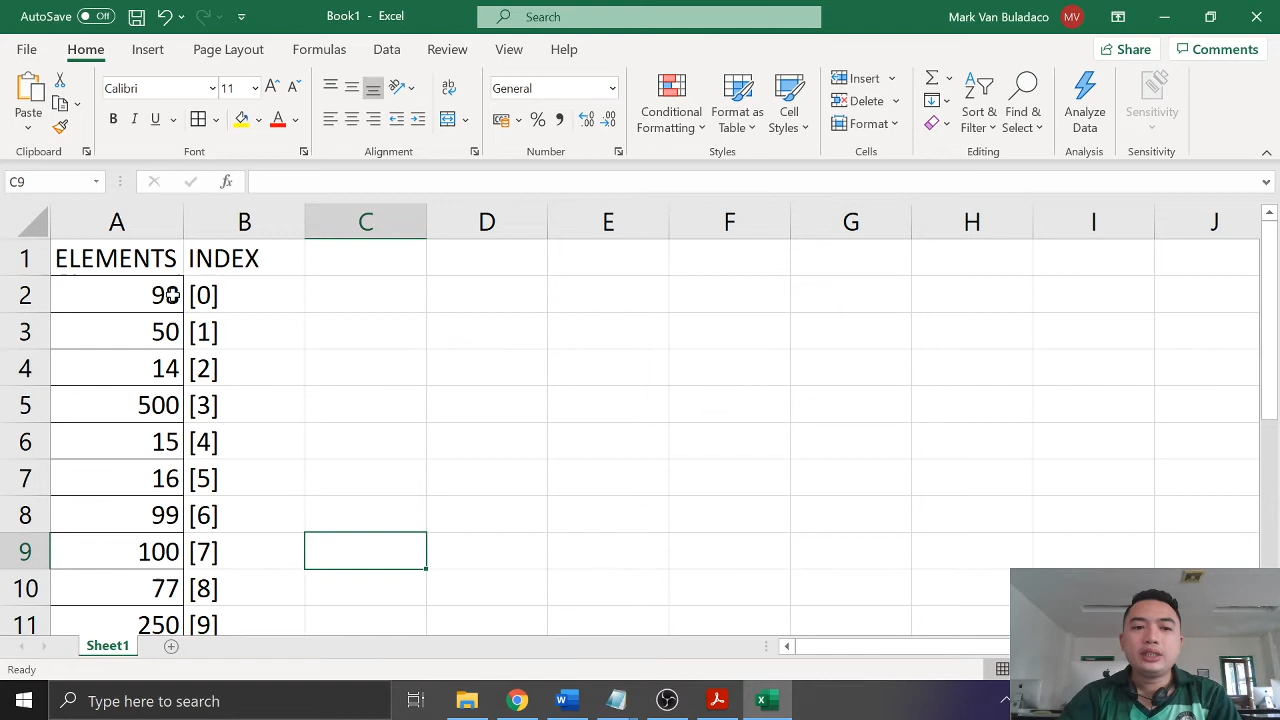 AutoSave Off Book1 - Excel Search Mark Van Buladaco MV
File Home Insert Page Layout Formulas Data Review View Help Share Comments
Paste Calibri 11 General Conditional Formatting Format as Table Cell Styles Insert Delete Format Sort & Filter Find & Select Analyze Data Sensitivity
Clipboard Font Alignment Number Styles Cells Editing Analysis Sensitivity
C9 fx
A B C D E F G H I J
1 ELEMENTS INDEX
2 90 [0]
3 50 [1]
4 14 [2]
5 500 [3]
6 15 [4]
7 16 [5]
8 99 [6]
9 100 [7]
10 77 [8]
11 250 [9]
Sheet1
Ready
Type here to search